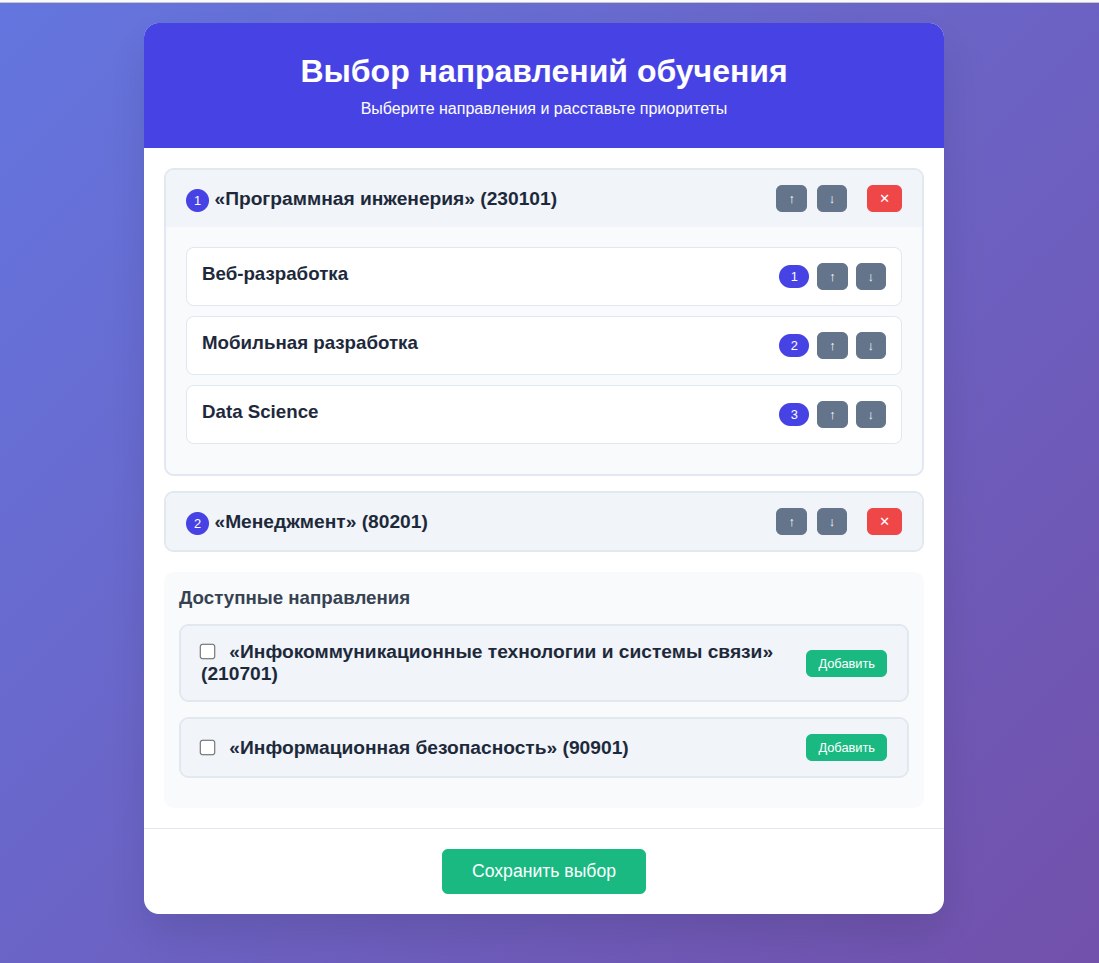 Выбор направлений обучения
Выберите направления и расставьте приоритеты
1 «Программная инженерия» (230101) ↑ ↓ ✕
Веб-разработка 1 ↑ ↓
Мобильная разработка 2 ↑ ↓
Data Science 3 ↑ ↓
2 «Менеджмент» (80201) ↑ ↓ ✕
Доступные направления
«Инфокоммуникационные технологии и системы связи»
(210701)
Добавить
«Информационная безопасность» (90901) Добавить
Сохранить выбор